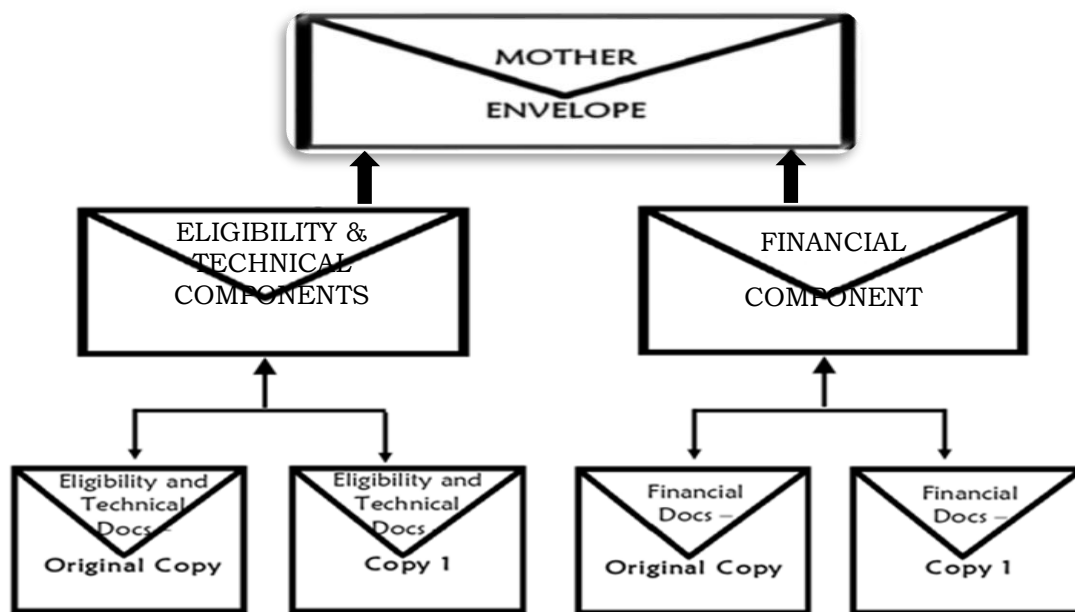 MOTHER
ENVELOPE
ELIGIBILITY &
TECHNICAL
COMPONENTS
FINANCIAL
COMPONENT
Eligibility and
Technical
Docs –
Original Copy
Eligibility and
Technical
Docs
Copy 1
Financial
Docs –
Original Copy
Financial
Docs –
Copy 1